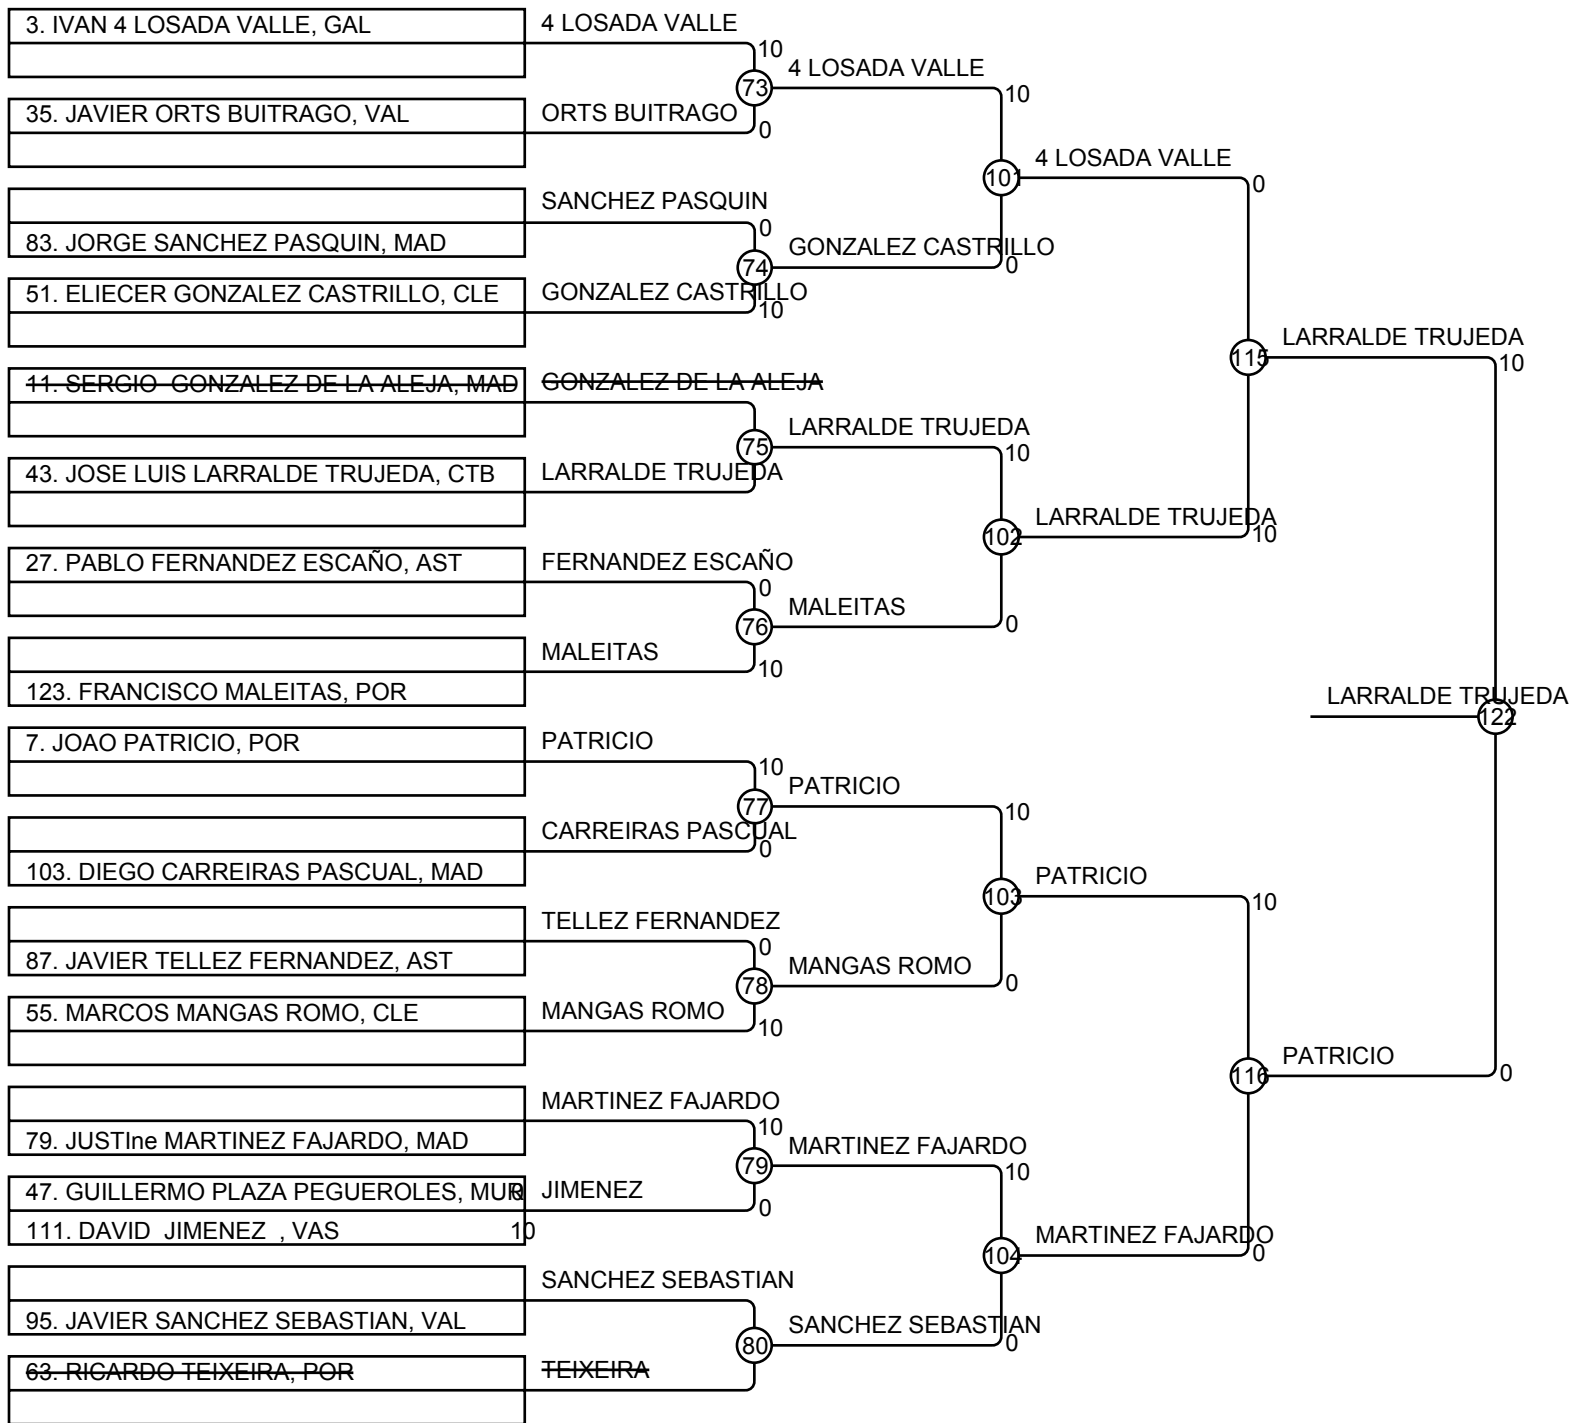 3. IVAN 4 LOSADA VALLE, GAL
4 LOSADA VALLE
10
73
4 LOSADA VALLE
10
35. JAVIER ORTS BUITRAGO, VAL
ORTS BUITRAGO
0
101
4 LOSADA VALLE
0
SANCHEZ PASQUIN
0
83. JORGE SANCHEZ PASQUIN, MAD
74
GONZALEZ CASTRILLO
0
51. ELIECER GONZALEZ CASTRILLO, CLE
GONZALEZ CASTRILLO
10
115
LARRALDE TRUJEDA
10
11. SERGIO  GONZALEZ DE LA ALEJA, MAD
GONZALEZ DE LA ALEJA
75
LARRALDE TRUJEDA
10
43. JOSE LUIS LARRALDE TRUJEDA, CTB
LARRALDE TRUJEDA
102
LARRALDE TRUJEDA
10
27. PABLO FERNANDEZ ESCAÑO, AST
FERNANDEZ ESCAÑO
0
76
MALEITAS
0
MALEITAS
10
123. FRANCISCO MALEITAS, POR
LARRALDE TRUJEDA
122
7. JOAO PATRICIO, POR
PATRICIO
10
77
PATRICIO
10
CARREIRAS PASCUAL
0
103. DIEGO CARREIRAS PASCUAL, MAD
103
PATRICIO
10
TELLEZ FERNANDEZ
0
87. JAVIER TELLEZ FERNANDEZ, AST
78
MANGAS ROMO
0
55. MARCOS MANGAS ROMO, CLE
MANGAS ROMO
10
116
PATRICIO
0
MARTINEZ FAJARDO
10
79. JUSTIne MARTINEZ FAJARDO, MAD
79
MARTINEZ FAJARDO
10
47. GUILLERMO PLAZA PEGUEROLES, MUR
0
JIMENEZ
0
111. DAVID  JIMENEZ  , VAS
10
104
MARTINEZ FAJARDO
0
SANCHEZ SEBASTIAN
95. JAVIER SANCHEZ SEBASTIAN, VAL
80
SANCHEZ SEBASTIAN
0
63. RICARDO TEIXEIRA, POR
TEIXEIRA